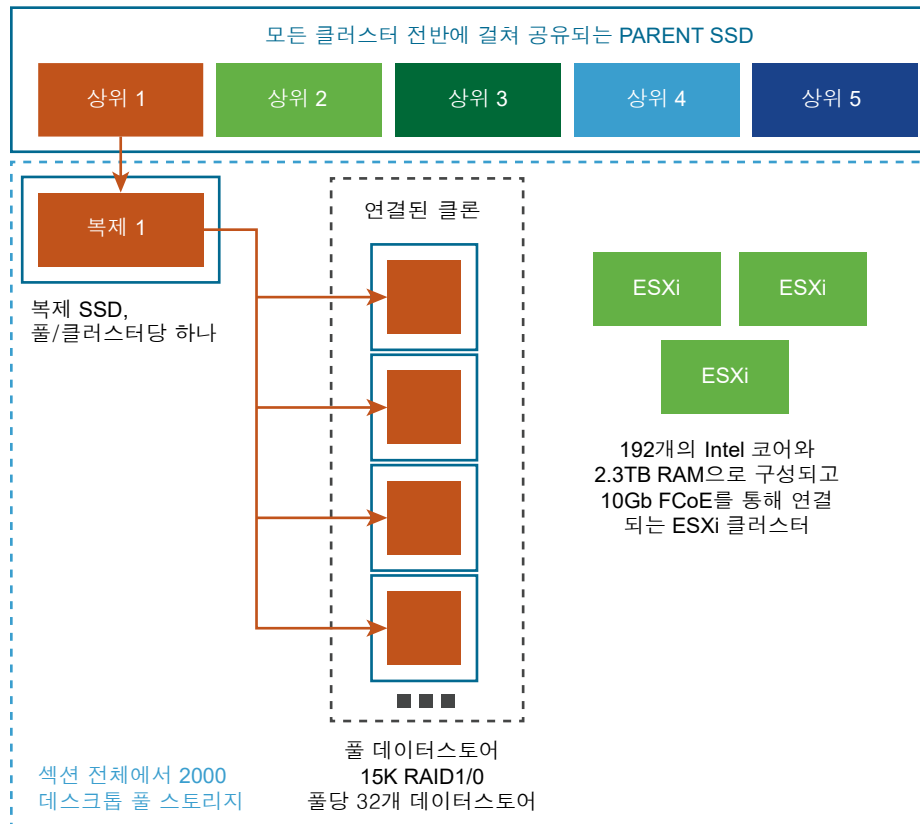 모든 클러스터 전반에 걸쳐 공유되는 PARENT SSD
상위 1
상위 2
상위 3
상위 4
상위 5
복제 1
복제 SSD,
풀/클러스터당 하나
연결된 클론
ESXi
ESXi
ESXi
192개의 Intel 코어와
2.3TB RAM으로 구성되고
10Gb FCoE를 통해 연결
되는 ESXi 클러스터
풀 데이터스토어
15K RAID1/0
풀당 32개 데이터스토어
섹션 전체에서 2000
데스크톱 풀 스토리지